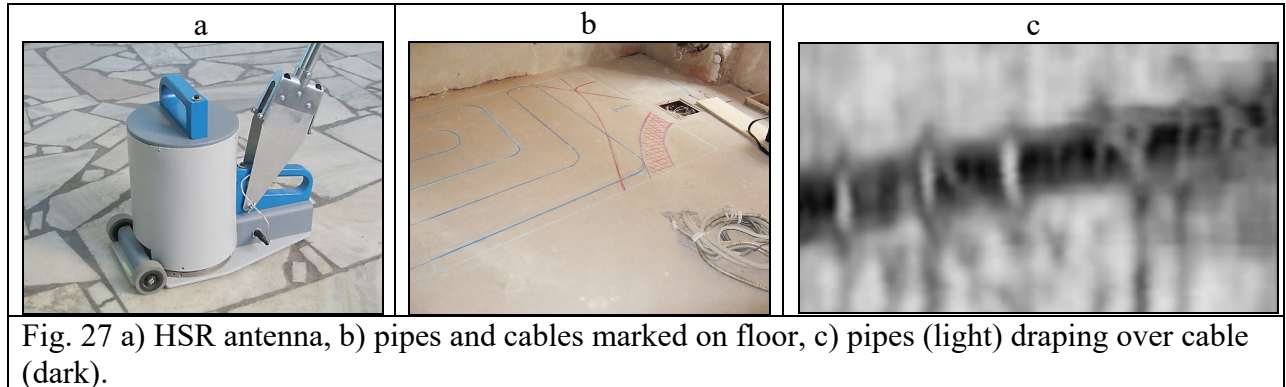 a
b
c
Fig. 27 a) HSR antenna, b) pipes and cables marked on floor, c) pipes (light) draping over cable
(dark).